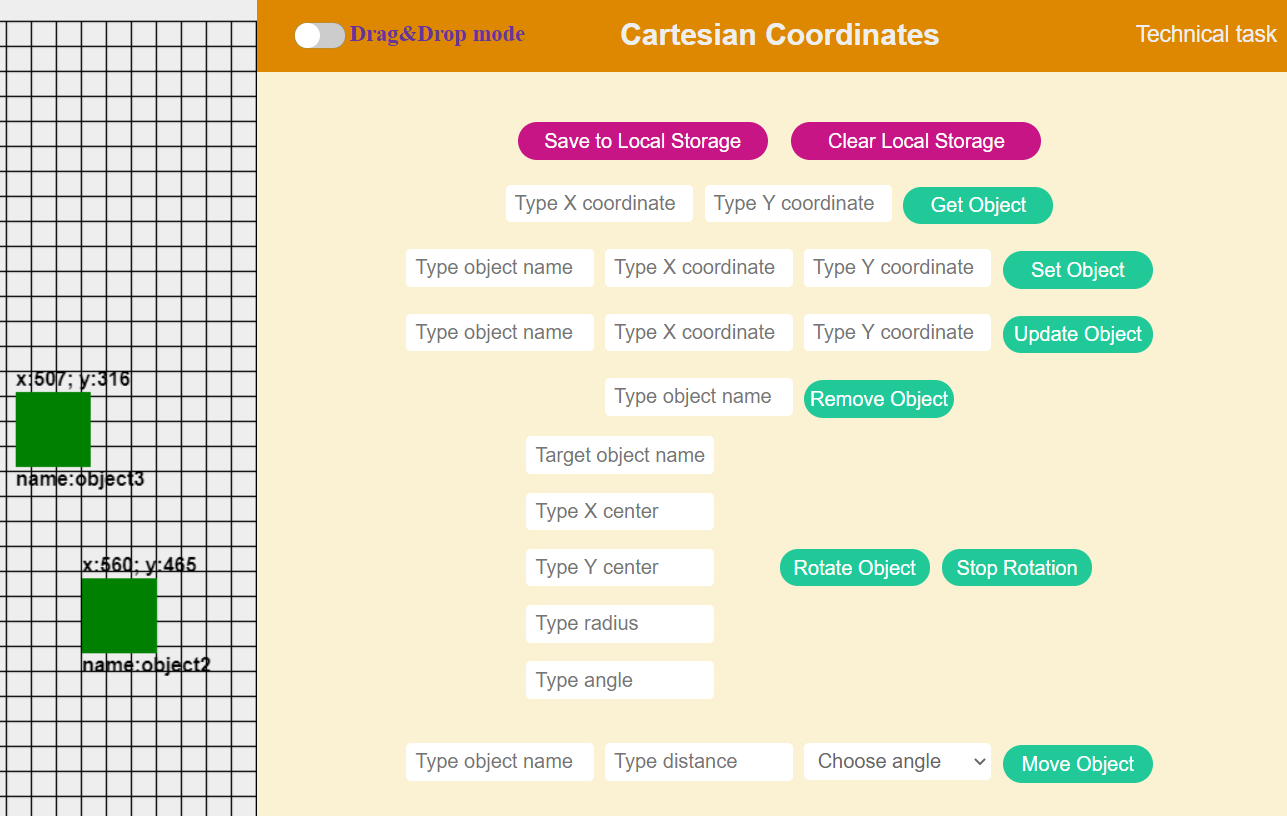 Drag&Drop mode
Cartesian Coordinates
Technical task
Save to Local Storage
Clear Local Storage
Type X coordinate
Type Y coordinate
Get Object
Type object name
Type X coordinate
Type Y coordinate
Set Object
Type object name
Type X coordinate
Type Y coordinate
Update Object
Type object name
Remove Object
Target object name
Type X center
Type Y center
Rotate Object
Stop Rotation
Type radius
Type angle
Type object name
Type distance
Choose angle
Move Object
x:507; y:316
name:object3
x:560; y:465
name:object2